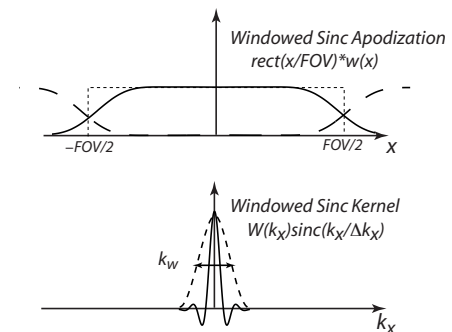 Windowed Sinc Apodization
rect(x/FOV)*w(x)
–FOV/2
FOV/2
x
Windowed Sinc Kernel
W(kx)sinc(kx/Δkx)
kw
kx